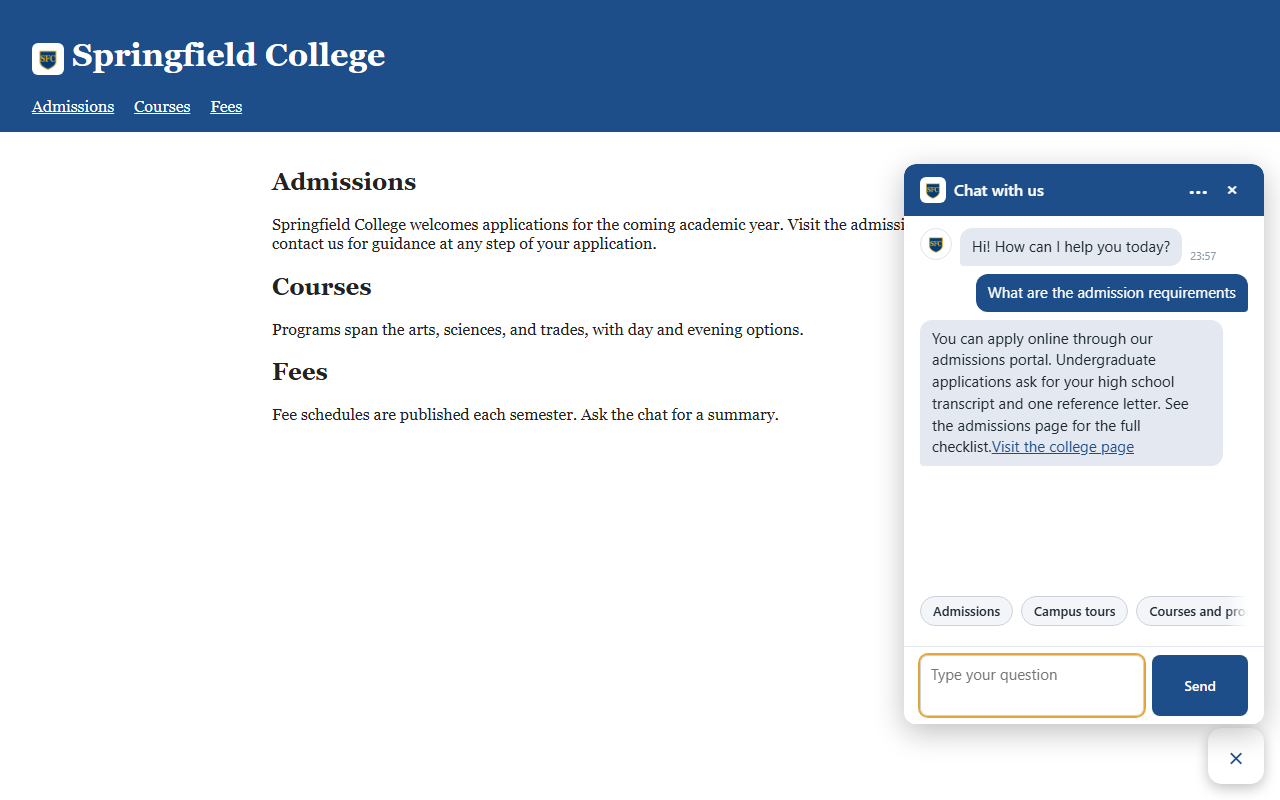 SFC
Springfield College
Admissions Courses Fees
Admissions
Springfield College welcomes applications for the coming academic year. Visit the
contact us for guidance at any step of your application.
Courses
Programs span the arts, sciences, and trades, with day and evening options.
Fees
Fee schedules are published each semester. Ask the chat for a summary.
SFC
Chat with us
SFC
Hi! How can I help you today?
23:57
What are the admission requirements
You can apply online through our
admissions portal. Undergraduate
applications ask for your high school
transcript and one reference letter. See
the admissions page for the full
checklist.Visit the college page
Admissions Campus tours Courses and
Type your question
Send